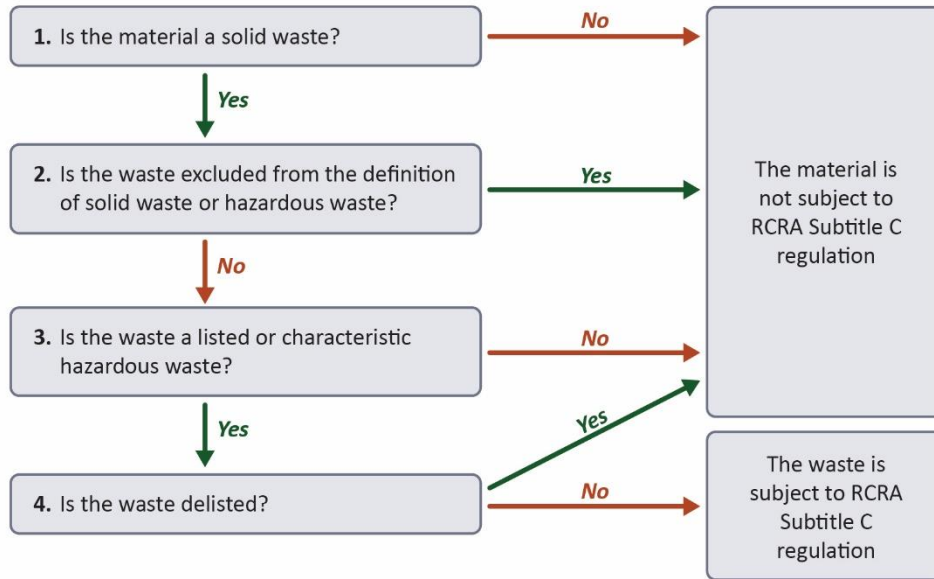 1. Is the material a solid waste?
No
Yes
2. Is the waste excluded from the definition
of solid waste or hazardous waste?
Yes
No
3. Is the waste a listed or characteristic
hazardous waste?
No
Yes
4. Is the waste delisted?
Yes
No
The material is
not subject to
RCRA Subtitle C
regulation
The waste is
subject to RCRA
Subtitle C
regulation